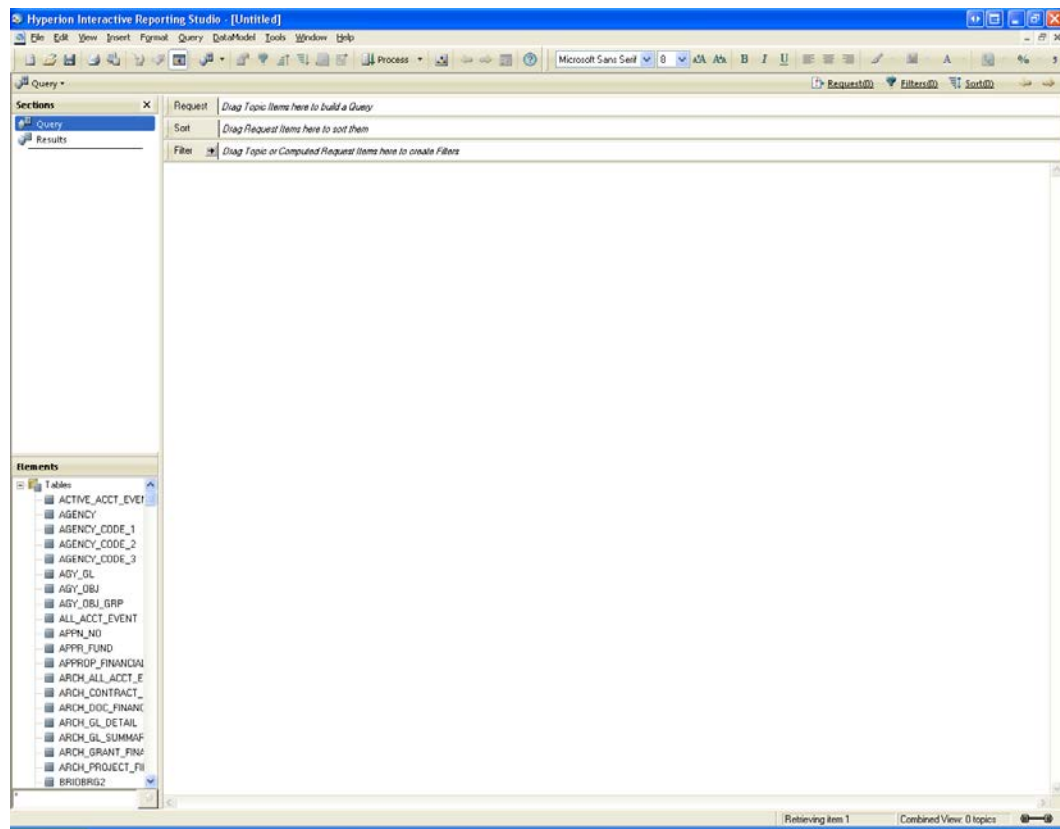 Hyperion Interactive Reporting Studio - [Untitled]
File Edit View Insert Format Query DataModel Tools Window Help
Process Microsoft Sans Serif 8 B I U A %
Query Request(0) Filters(0) Sort(0)
Sections
Query
Results
Request Drag Topic Items here to build a Query
Sort Drag Request Items here to sort them
Filter Drag Topic or Computed Request Items here to create Filters
Elements
Tables
ACTIVE_ACCT_EVE
AGENCY
AGENCY_CODE_1
AGENCY_CODE_2
AGENCY_CODE_3
AGY_GL
AGY_OBJ
AGY_OBJ_GRP
ALL_ACCT_EVENT
APPN_NO
APPR_FUND
APPROP_FINANCIAL
ARCH_ALL_ACCT_E
ARCH_CONTRACT_
ARCH_DOC_FINANC
ARCH_GL_DETAIL
ARCH_GL_SUMMAR
ARCH_GRANT_FINA
ARCH_PROJECT_FI
BRIOBRG2
*
Retrieving item 1 Combined View: 0 topics